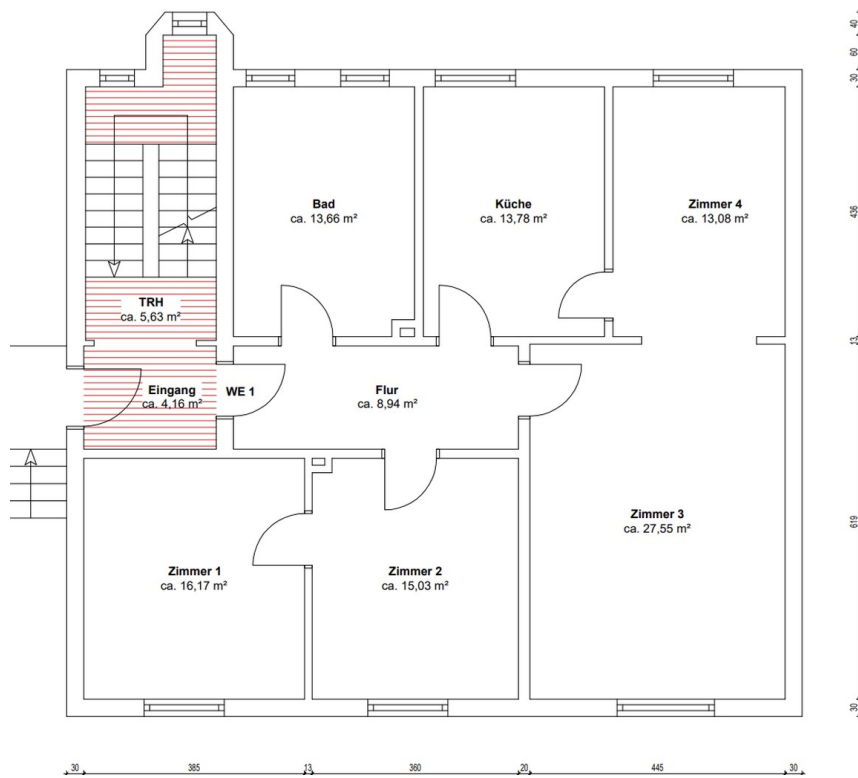 Bad
ca. 13,66 m²
Küche
ca. 13,78 m²
Zimmer 4
ca. 13,08 m²
TRH
ca. 5,63 m²
Eingang
ca. 4,16 m²
WE 1
Flur
ca. 8,94 m²
Zimmer 3
ca. 27,55 m²
Zimmer 1
ca. 16,17 m²
Zimmer 2
ca. 15,03 m²
40
60
30
436
13
619
30
30
385
13
360
20
445
30